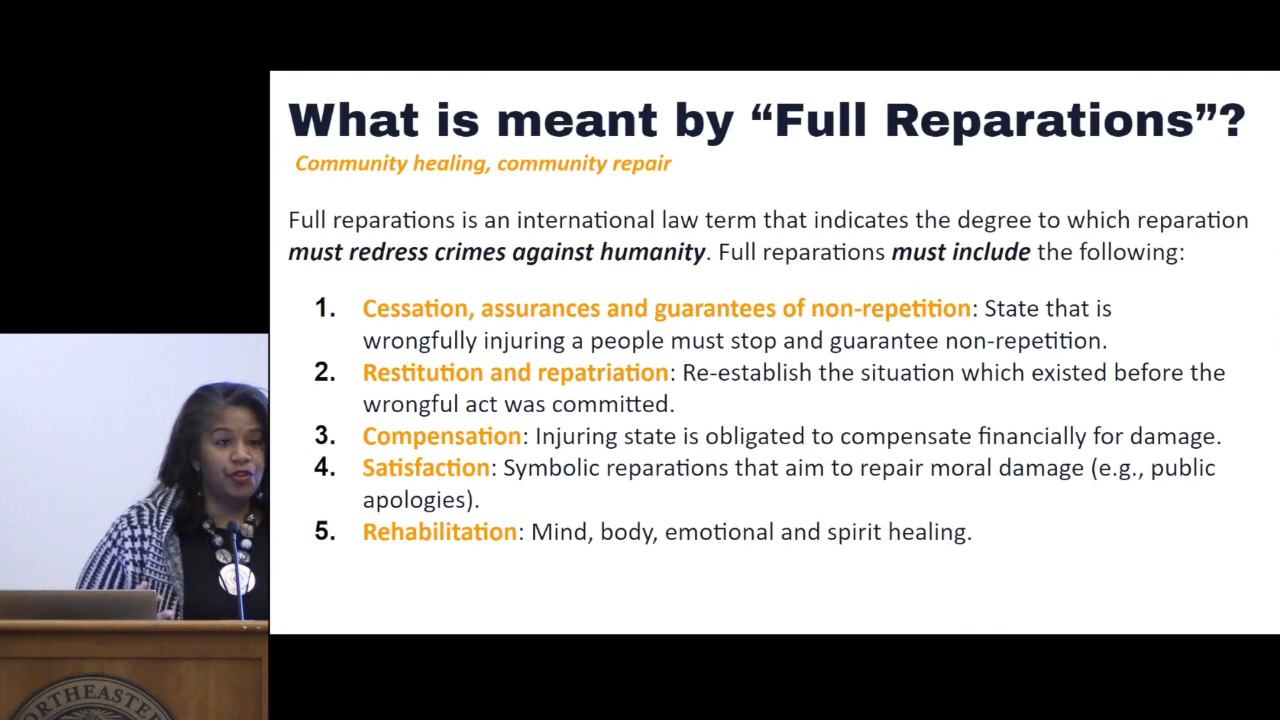 What is meant by “Full Reparations”?
Community healing, community repair
Full reparations is an international law term that indicates the degree to which reparation
must redress crimes against humanity. Full reparations must include the following:
1. Cessation, assurances and guarantees of non-repetition: State that is
wrongfully injuring a people must stop and guarantee non-repetition.
2. Restitution and repatriation: Re-establish the situation which existed before the
wrongful act was committed.
3. Compensation: Injuring state is obligated to compensate financially for damage.
4. Satisfaction: Symbolic reparations that aim to repair moral damage (e.g., public
apologies).
5. Rehabilitation: Mind, body, emotional and spirit healing.
ORTHEASTER